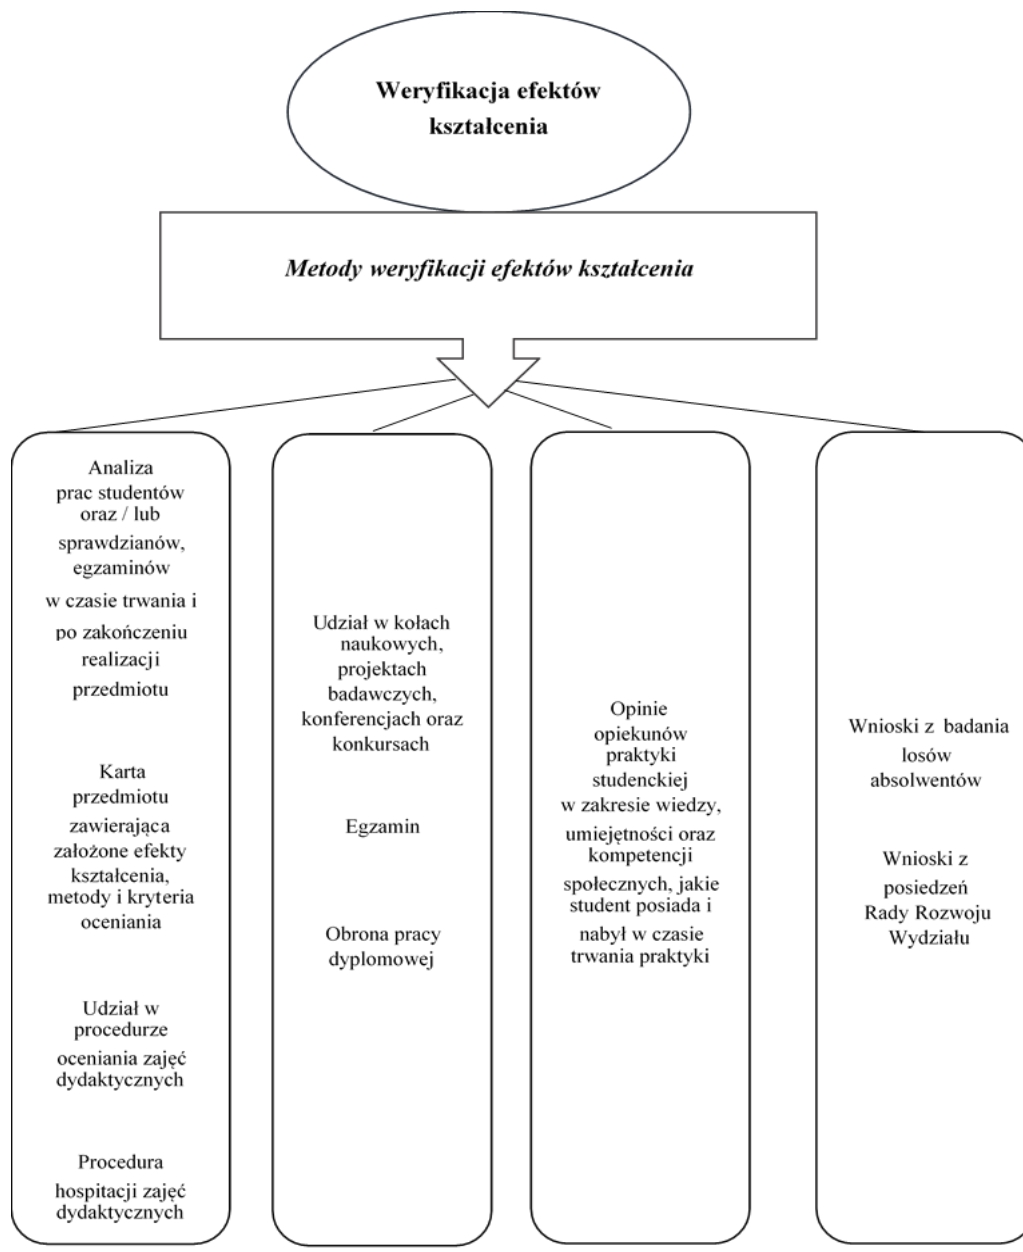 Weryfikacja efektów
kształcenia
Metody weryfikacji efektów kształcenia
Analiza
prac studentów
oraz / lub
sprawdzianów,
egzaminów
w czasie trwania i
po zakończeniu
realizacji
przedmiotu
Karta
przedmiotu
zawierająca
założone efekty
kształcenia,
metody i kryteria
oceniania
Udział w
procedurze
oceniania zajęć
dydaktycznych
Procedura
hospitacji zajęć
dydaktycznych
Udział w kołach
naukowych,
projektach
badawczych,
konferencjach oraz
konkursach
Egzamin
Obrona pracy
dyplomowej
Opinie
opiekunów
praktyki
studenckiej
w zakresie wiedzy,
umiejętności oraz
kompetencji
społecznych, jakie
student posiada i
nabył w czasie
trwania praktyki
Wnioski z badania
losów
absolwentów
Wnioski z
posiedzeń
Rady Rozwoju
Wydziału